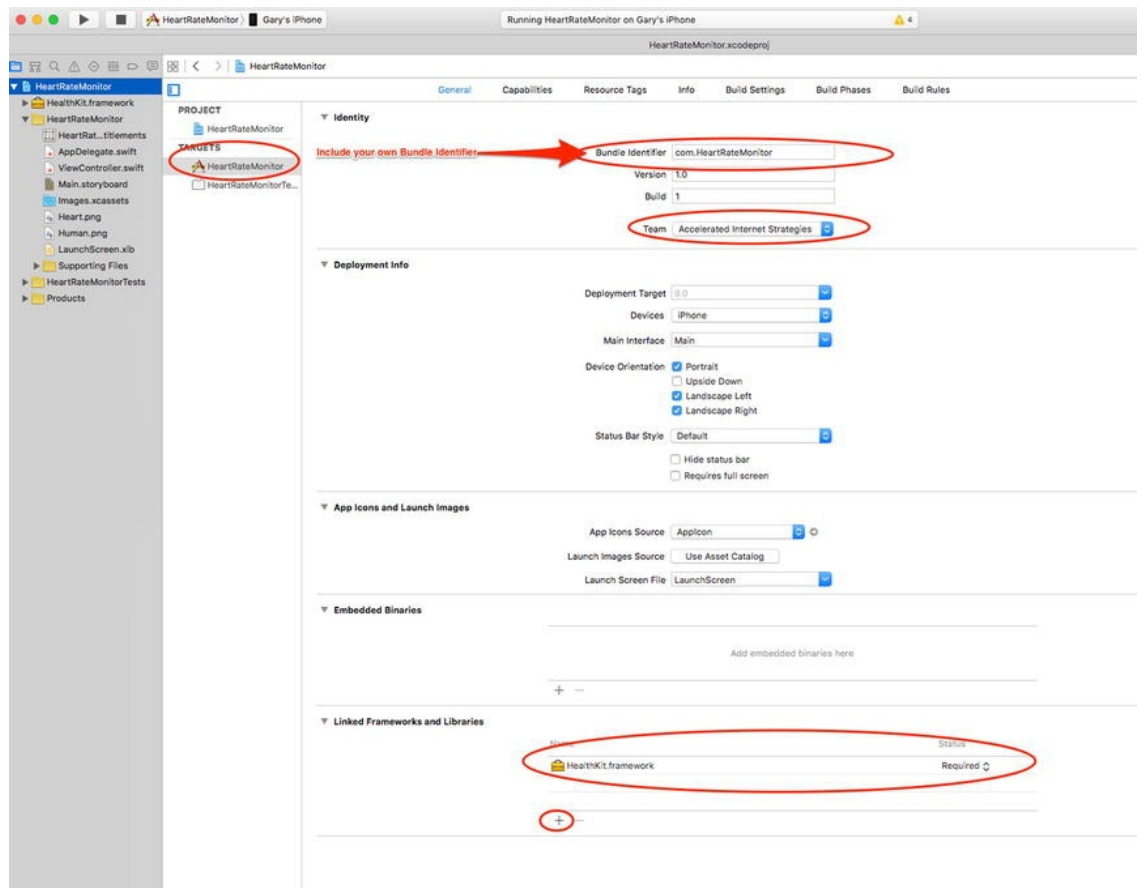 HeartRateMonitor
Gary's iPhone
Running HeartRateMonitor on Gary's iPhone
4
HeartRateMonitor.xcodeproj
HeartRateMonitor
HeartRateMonitor
HealthKit.framework
HeartRateMonitor
HeartRat...titlements
AppDelegate.swift
ViewController.swift
Main.storyboard
Images.xcassets
Heart.png
Human.png
LaunchScreen.xib
Supporting Files
HeartRateMonitorTests
Products
General Capabilities Resource Tags Info Build Settings Build Phases Build Rules
PROJECT
HeartRateMonitor
TARGETS
HeartRateMonitor
HeartRateMonitorTe...
Identity
Include your own Bundle Identifier
Bundle Identifier com.HeartRateMonitor
Version 1.0
Build 1
Team Accelerated Internet Strategies
Deployment Info
Deployment Target 9.0
Devices iPhone
Main Interface Main
Device Orientation Portrait
Upside Down
Landscape Left
Landscape Right
Status Bar Style Default
Hide status bar
Requires full screen
App Icons and Launch Images
App Icons Source AppIcon
Launch Images Source Use Asset Catalog
Launch Screen File LaunchScreen
Embedded Binaries
Add embedded binaries here
Linked Frameworks and Libraries
Name Status
HealthKit.framework Required